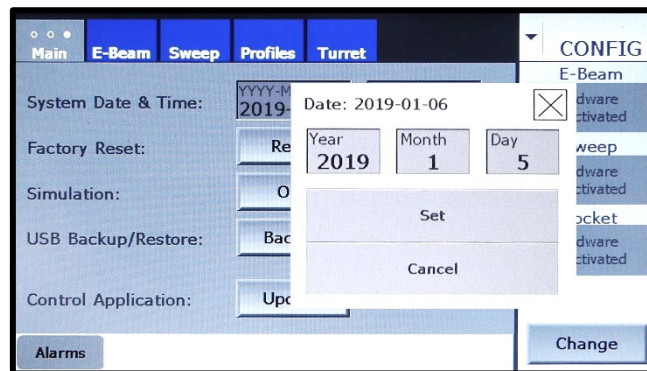 Main E-Beam Sweep Profiles Turret
CONFIG
E-Beam
System Date & Time:
YYYY-M
2019-
Date: 2019-01-06
dware
ctivated
Year Month Day
2019 1 5
Factory Reset:
Re
weep
dware
ctivated
Simulation:
O
Set
ocket
USB Backup/Restore:
Bac
dware
ctivated
Cancel
Control Application:
Upd
Alarms
Change